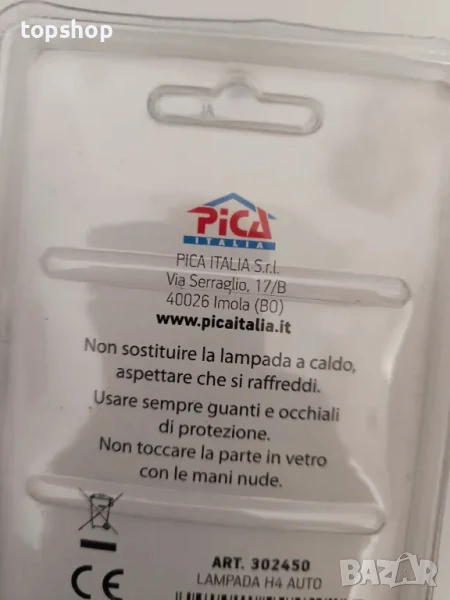 topshop
PiCA
ITALIA
PICA ITALIA S.r.l.
Via Serraglio, 17/B
40026 Imola (BO)
www.picaitalia.it
Non sostituire la lampada a caldo,
aspettare che si raffreddi.
Usare sempre guanti e occhiali
di protezione.
Non toccare la parte in vetro
con le mani nude.
CE
ART. 302450
LAMPADA H4 AUTO
BAZAR